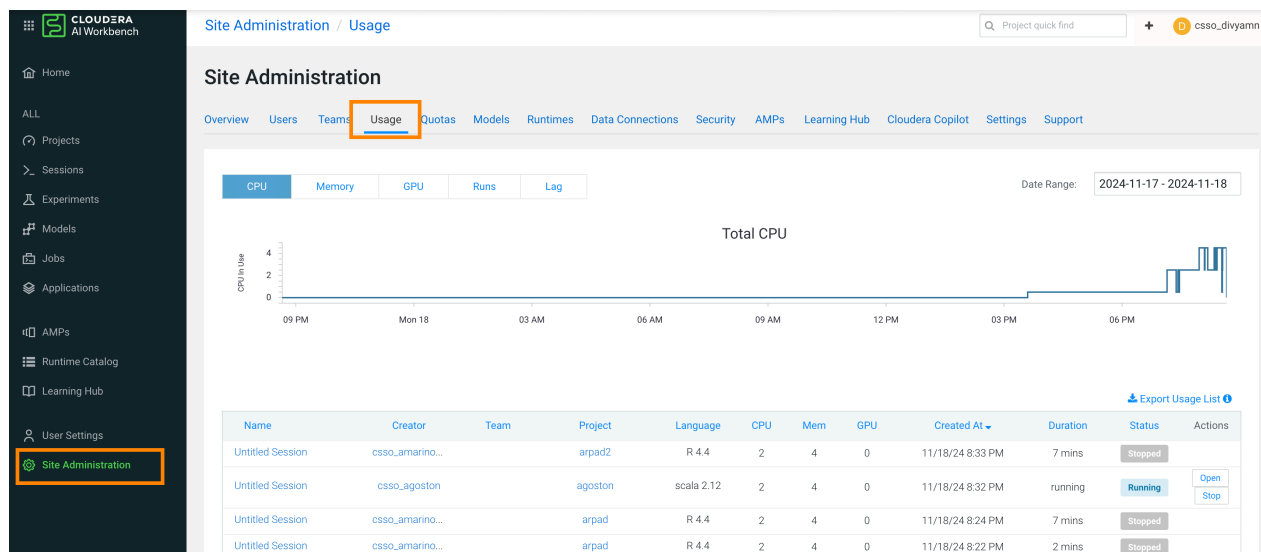 CLOUDERA
AI Workbench
Site Administration / Usage
Project quick find
+
D
csso_divyamn
Home
ALL
Projects
Sessions
Experiments
Models
Jobs
Applications
AMPs
Runtime Catalog
Learning Hub
User Settings
Site Administration
Site Administration
Overview Users Teams Usage Quotas Models Runtimes Data Connections Security AMPs Learning Hub Cloudera Copilot Settings Support
CPU Memory GPU Runs Lag
Date Range: 2024-11-17 - 2024-11-18
Total CPU
CPU In Use
4
2
0
09 PM Mon 18 03 AM 06 AM 09 AM 12 PM 03 PM 06 PM
Export Usage List
Name Creator Team Project Language CPU Mem GPU Created At Duration Status Actions
Untitled Session csso_amarino... arpad2 R 4.4 2 4 0 11/18/24 8:33 PM 7 mins Stopped
Untitled Session csso_agoston agoston scala 2.12 2 4 0 11/18/24 8:32 PM running Running Open
Stop
Untitled Session csso_amarino... arpad R 4.4 2 4 0 11/18/24 8:24 PM 7 mins Stopped
Untitled Session csso_amarino... arpad R 4.4 2 4 0 11/18/24 8:22 PM 2 mins Stopped